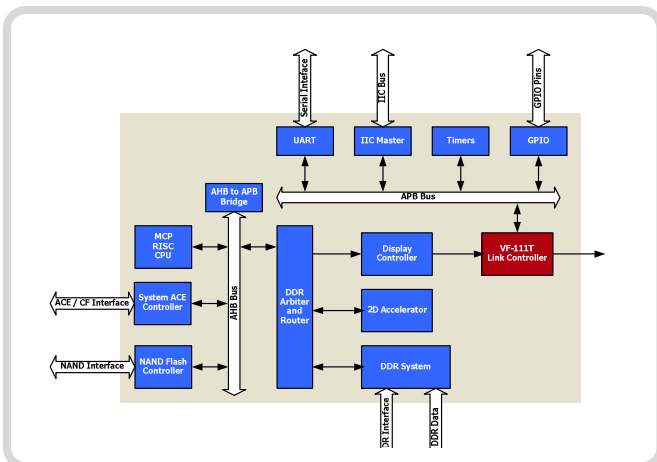 Serial Inteface
IIC Bus
GPIO Pins
UART
IIC Master
Timers
GPIO
APB Bus
AHB to APB
Bridge
MCP
RISC
CPU
AHB Bus
DDR
Arbiter
and
Router
Display
Controller
VF-111T
Link Controller
ACE / CF Interface
System ACE
Controller
2D Accelerator
NAND Interface
NAND Flash
Controller
DDR System
DR Interface
DDR Data